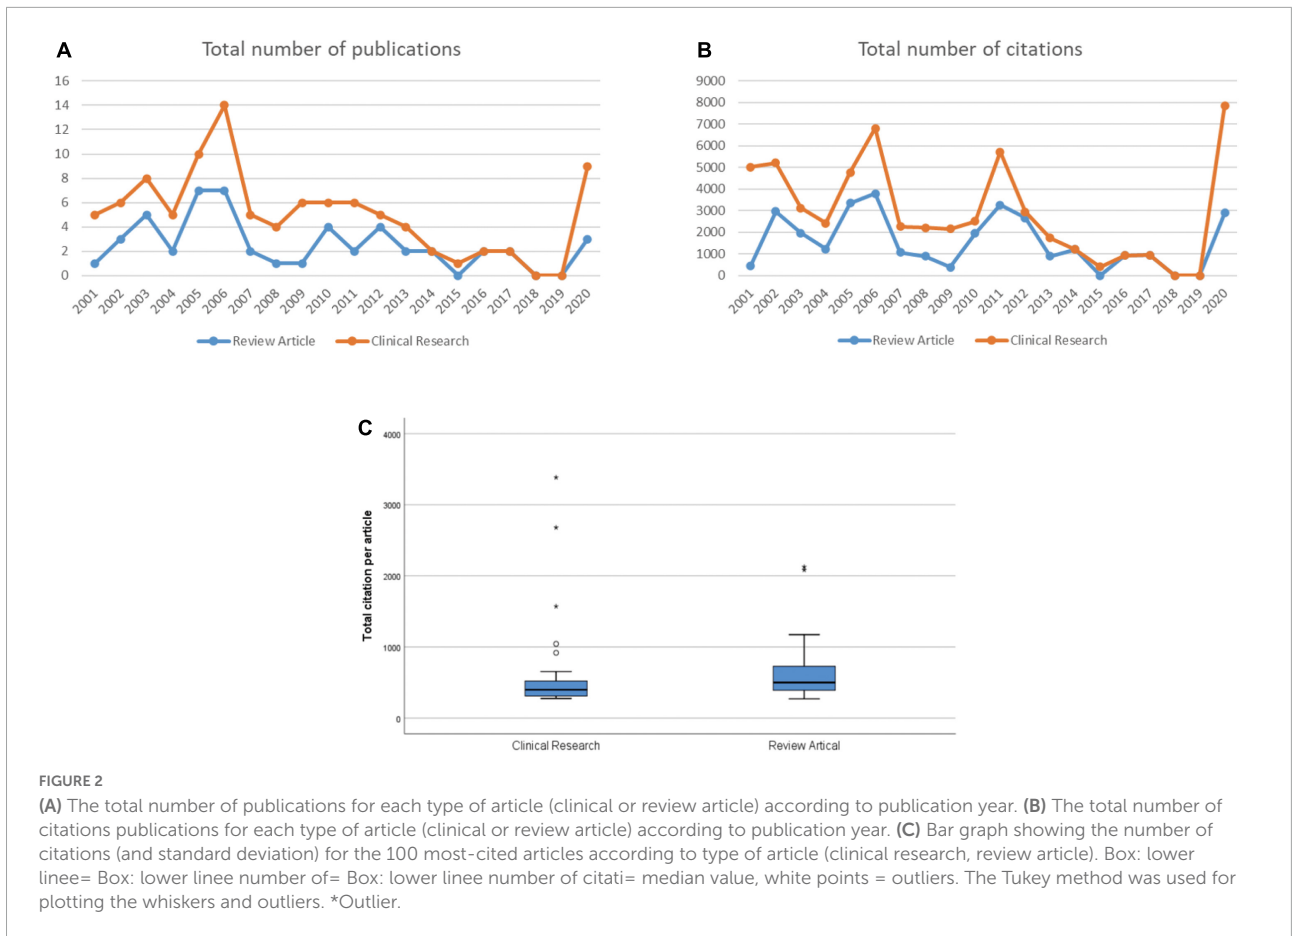 A
Total number of publications
16
14
12
10
8
6
4
2
0
2001 2002 2003 2004 2005 2006 2007 2008 2009 2010 2011 2012 2013 2014 2015 2016 2017 2018 2019 2020
Review Article Clinical Research
B
Total number of citations
9000
8000
7000
6000
5000
4000
3000
2000
1000
0
2001 2002 2003 2004 2005 2006 2007 2008 2009 2010 2011 2012 2013 2014 2015 2016 2017 2018 2019 2020
Review Article Clinical Research
C
Total citation per article
4000
3000
2000
1000
0
Clinical Research Review Artical
FIGURE 2
(A) The total number of publications for each type of article (clinical or review article) according to publication year. (B) The total number of
citations publications for each type of article (clinical or review article) according to publication year. (C) Bar graph showing the number of
citations (and standard deviation) for the 100 most-cited articles according to type of article (clinical research, review article). Box: lower
linee= Box: lower linee number of= Box: lower linee number of citati= median value, white points = outliers. The Tukey method was used for
plotting the whiskers and outliers. *Outlier.